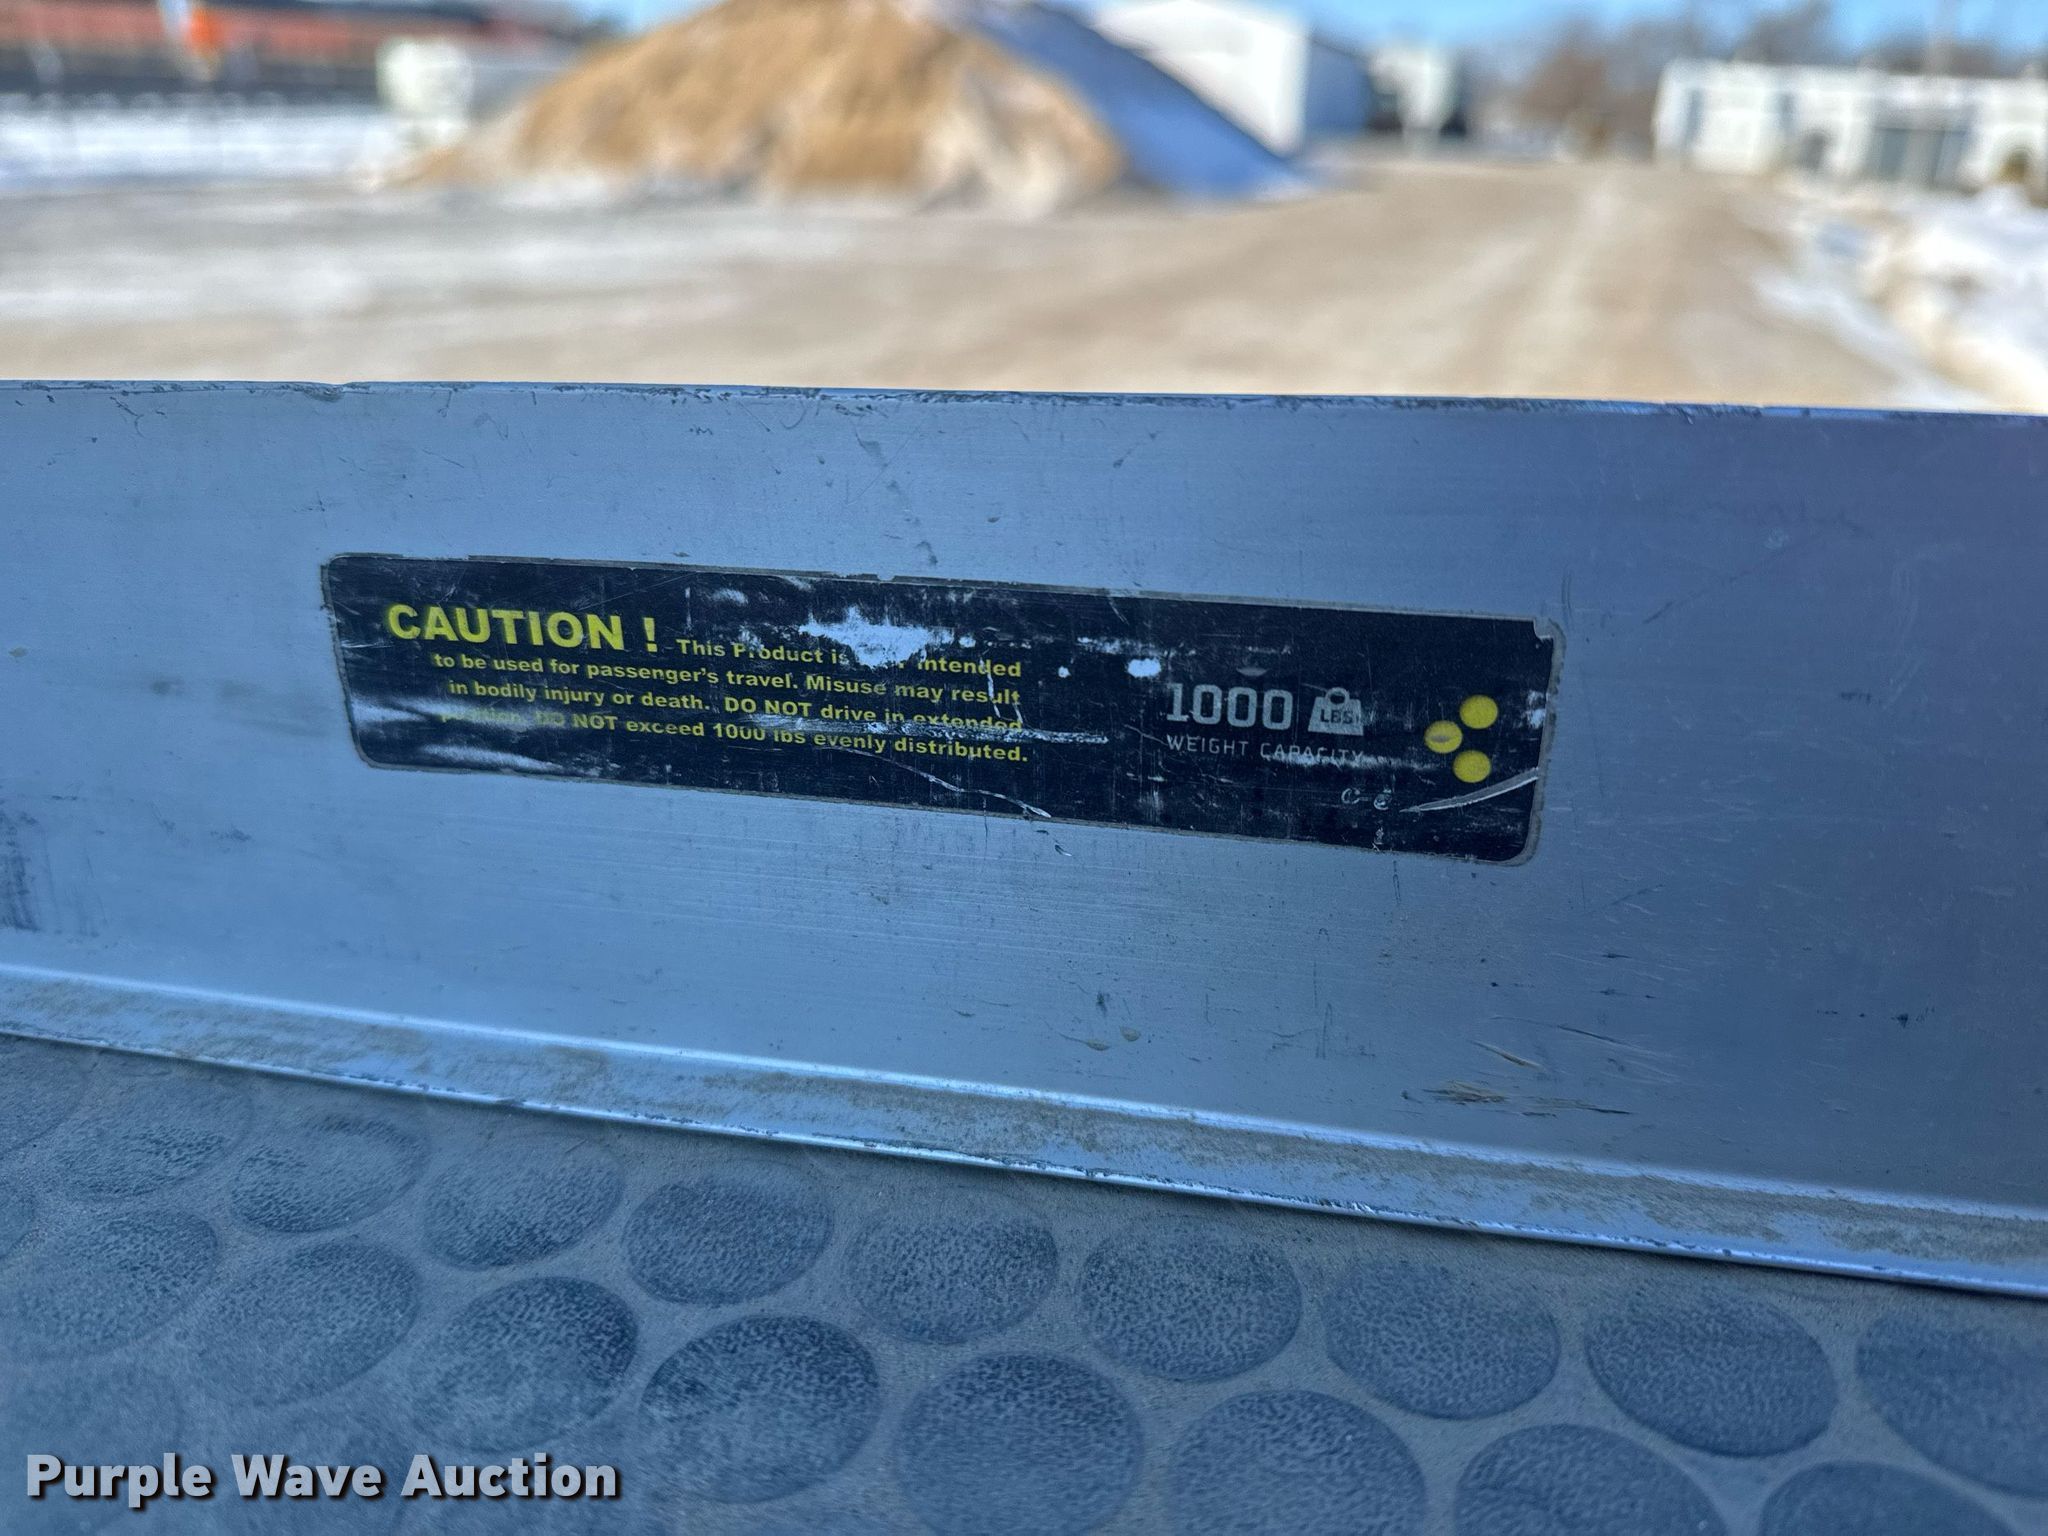 CAUTION ! This Product is intended
to be used for passenger's travel. Misuse may result
in bodily injury or death. DO NOT drive in extended
position. DO NOT exceed 1000 lbs evenly distributed.
1000 LBS
WEIGHT CAPACITY
Purple Wave Auction